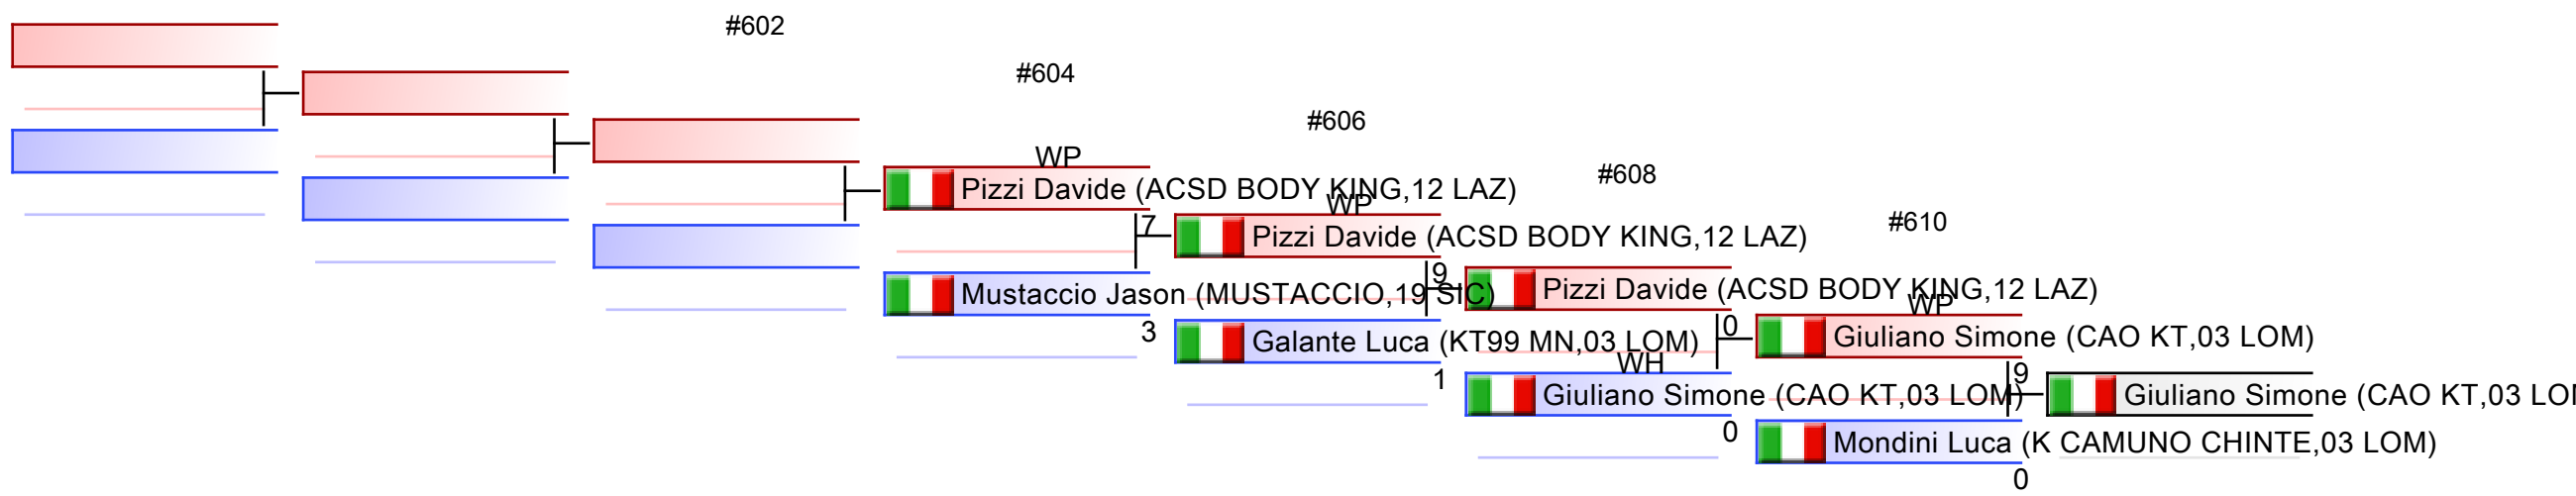 #602
#604
#606
WP
#608
Pizzi Davide (ACSD BODY KING,12 LAZ)
WP
#610
7
Pizzi Davide (ACSD BODY KING,12 LAZ)
9
Mustaccio Jason (MUSTACCIO,19 SIC)
Pizzi Davide (ACSD BODY KING,12 LAZ)
WP
3
0
Galante Luca (KT99 MN,03 LOM)
Giuliano Simone (CAO KT,03 LOM)
WH
1
9
Giuliano Simone (CAO KT,03 LOM)
Giuliano Simone (CAO KT,03 LO
0
Mondini Luca (K CAMUNO CHINTE,03 LOM)
0